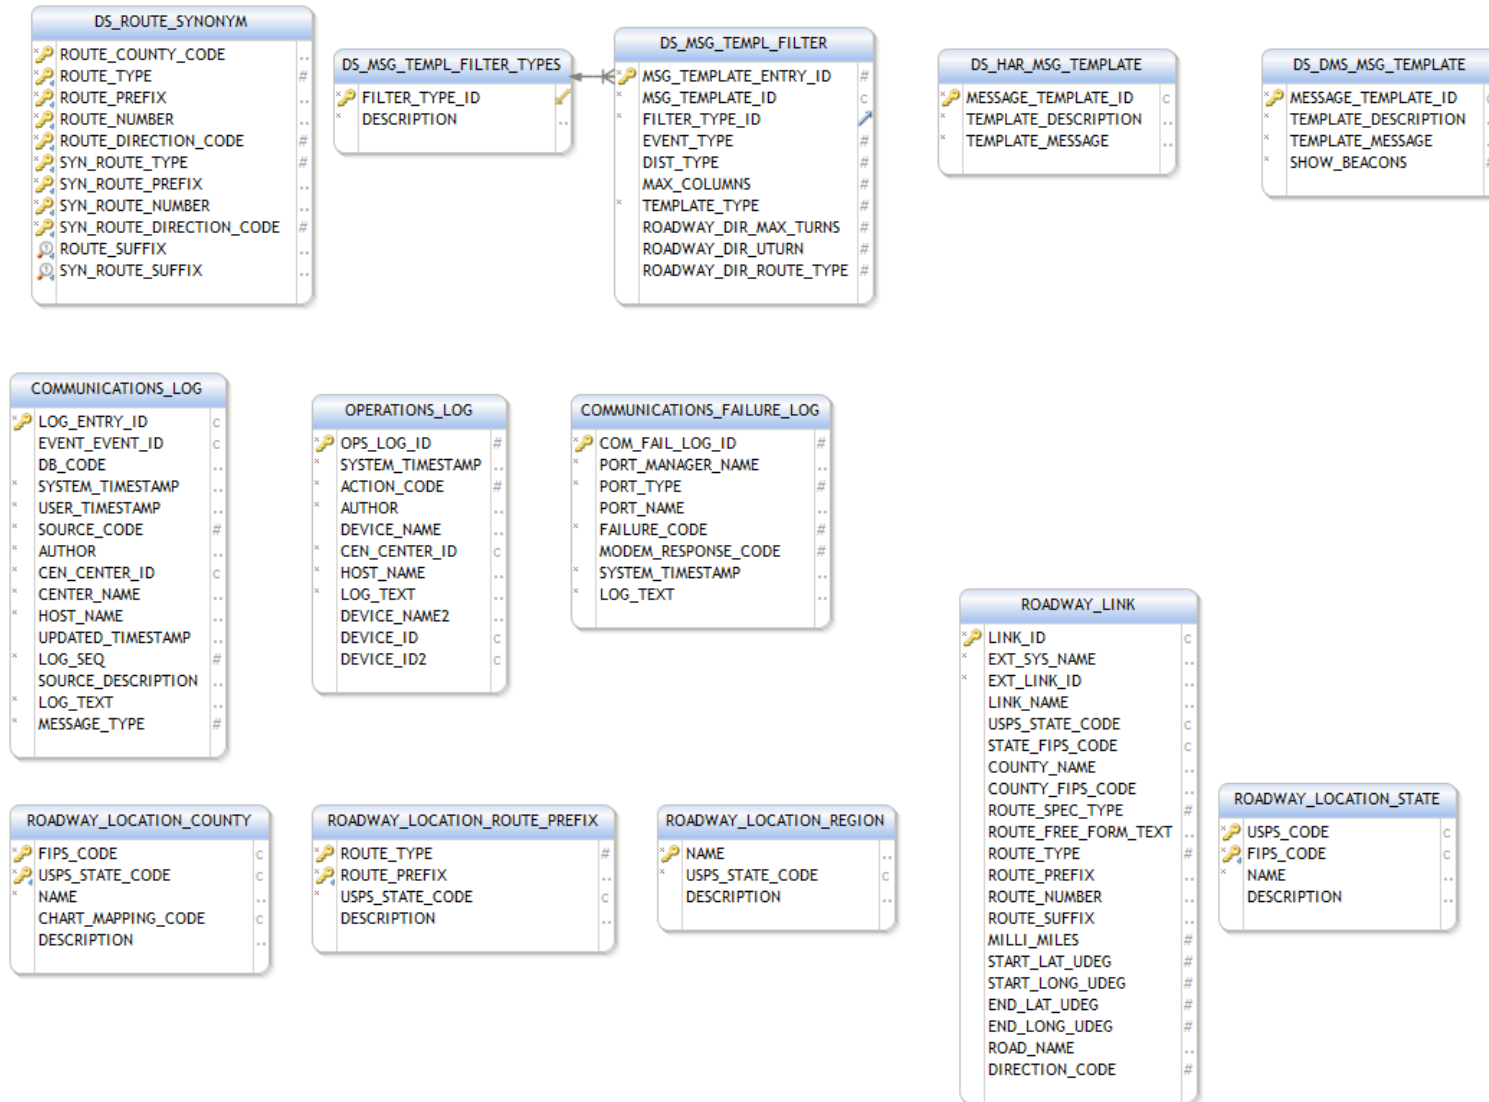 DS_ROUTE_SYNONYM
ROUTE_COUNTY_CODE
ROUTE_TYPE #
ROUTE_PREFIX
ROUTE_NUMBER
ROUTE_DIRECTION_CODE #
SYN_ROUTE_TYPE #
SYN_ROUTE_PREFIX
SYN_ROUTE_NUMBER
SYN_ROUTE_DIRECTION_CODE #
ROUTE_SUFFIX
SYN_ROUTE_SUFFIX
DS_MSG_TEMPL_FILTER_TYPES
FILTER_TYPE_ID
DESCRIPTION
DS_MSG_TEMPL_FILTER
MSG_TEMPLATE_ENTRY_ID #
MSG_TEMPLATE_ID c
FILTER_TYPE_ID
EVENT_TYPE #
DIST_TYPE #
MAX_COLUMNS #
TEMPLATE_TYPE #
ROADWAY_DIR_MAX_TURNS #
ROADWAY_DIR_UTURN #
ROADWAY_DIR_ROUTE_TYPE #
DS_HAR_MSG_TEMPLATE
MESSAGE_TEMPLATE_ID c
TEMPLATE_DESCRIPTION
TEMPLATE_MESSAGE
DS_DMS_MSG_TEMPLATE
MESSAGE_TEMPLATE_ID c
TEMPLATE_DESCRIPTION
TEMPLATE_MESSAGE
SHOW_BEACONS #
COMMUNICATIONS_LOG
LOG_ENTRY_ID c
EVENT_EVENT_ID c
DB_CODE
SYSTEM_TIMESTAMP
USER_TIMESTAMP
SOURCE_CODE #
AUTHOR
CEN_CENTER_ID c
CENTER_NAME
HOST_NAME
UPDATED_TIMESTAMP
LOG_SEQ #
SOURCE_DESCRIPTION
LOG_TEXT
MESSAGE_TYPE #
OPERATIONS_LOG
OPS_LOG_ID #
SYSTEM_TIMESTAMP
ACTION_CODE #
AUTHOR
DEVICE_NAME
CEN_CENTER_ID c
HOST_NAME
LOG_TEXT
DEVICE_NAME2
DEVICE_ID c
DEVICE_ID2 c
COMMUNICATIONS_FAILURE_LOG
COM_FAIL_LOG_ID #
PORT_MANAGER_NAME
PORT_TYPE #
PORT_NAME
FAILURE_CODE #
MODEM_RESPONSE_CODE #
SYSTEM_TIMESTAMP
LOG_TEXT
ROADWAY_LINK
LINK_ID c
EXT_SYS_NAME
EXT_LINK_ID
LINK_NAME
USPS_STATE_CODE c
STATE_FIPS_CODE c
COUNTY_NAME
COUNTY_FIPS_CODE
ROUTE_SPEC_TYPE #
ROUTE_FREE_FORM_TEXT
ROUTE_TYPE #
ROUTE_PREFIX
ROUTE_NUMBER
ROUTE_SUFFIX
MILLI_MILES #
START_LAT_UDEG #
START_LONG_UDEG #
END_LAT_UDEG #
END_LONG_UDEG #
ROAD_NAME
DIRECTION_CODE #
ROADWAY_LOCATION_STATE
USPS_CODE c
FIPS_CODE c
NAME
DESCRIPTION
ROADWAY_LOCATION_COUNTY
FIPS_CODE c
USPS_STATE_CODE c
NAME
CHART_MAPPING_CODE c
DESCRIPTION
ROADWAY_LOCATION_ROUTE_PREFIX
ROUTE_TYPE #
ROUTE_PREFIX
USPS_STATE_CODE c
DESCRIPTION
ROADWAY_LOCATION_REGION
NAME
USPS_STATE_CODE c
DESCRIPTION